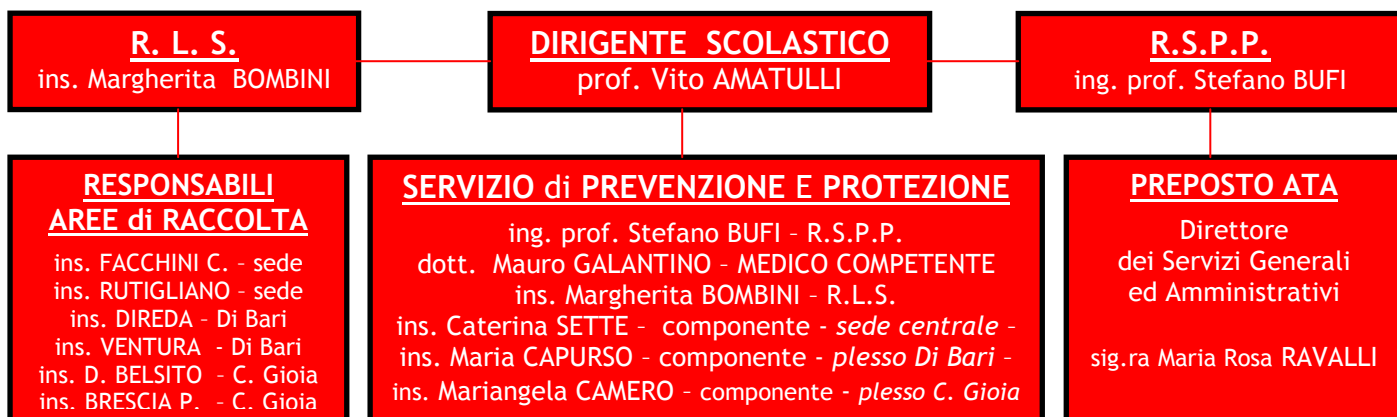 R. L. S.
ins. Margherita BOMBINI
DIRIGENTE SCOLASTICO
prof. Vito AMATULLI
R.S.P.P.
ing. prof. Stefano BUFI
RESPONSABILI
AREE di RACCOLTA
ins. FACCHINI C. – sede
ins. RUTIGLIANO – sede
ins. DIREDA – Di Bari
ins. VENTURA - Di Bari
ins. D. BELSITO – C. Gioia
ins. BRESCIA P. – C. Gioia
SERVIZIO di PREVENZIONE E PROTEZIONE
ing. prof. Stefano BUFI – R.S.P.P.
dott. Mauro GALANTINO – MEDICO COMPETENTE
ins. Margherita BOMBINI – R.L.S.
ins. Caterina SETTE – componente - sede centrale –
ins. Maria CAPURSO – componente - plesso Di Bari –
ins. Mariangela CAMERO – componente - plesso C. Gioia
PREPOSTO ATA
Direttore
dei Servizi Generali
ed Amministrativi
sig.ra Maria Rosa RAVALLI